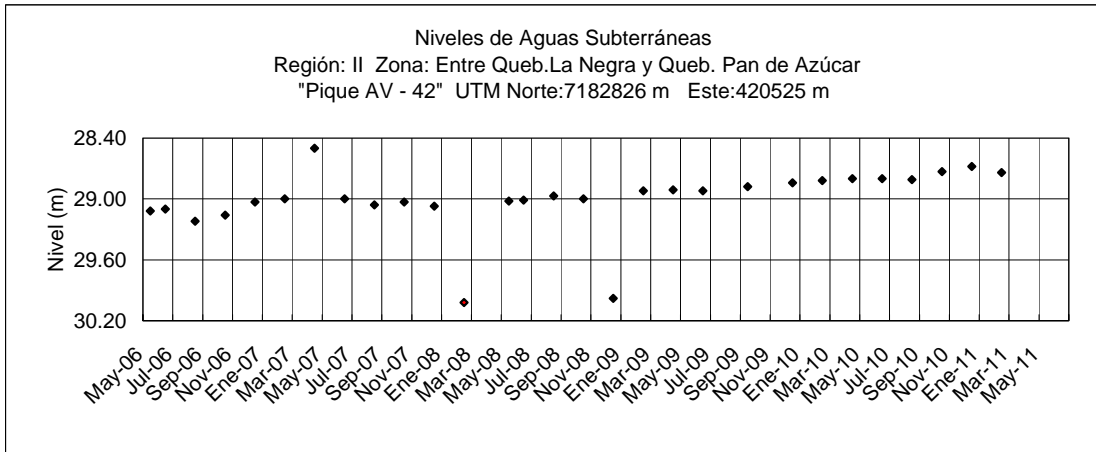 Niveles de Aguas Subterráneas
Región: II  Zona: Entre Queb.La Negra y Queb. Pan de Azúcar
"Pique AV - 42"  UTM Norte:7182826 m   Este:420525 m
Nivel (m)
28.40
29.00
29.60
30.20
May-06
Jul-06
Sep-06
Nov-06
Ene-07
Mar-07
May-07
Jul-07
Sep-07
Nov-07
Ene-08
Mar-08
May-08
Jul-08
Sep-08
Nov-08
Ene-09
Mar-09
May-09
Jul-09
Sep-09
Nov-09
Ene-10
Mar-10
May-10
Jul-10
Sep-10
Nov-10
Ene-11
Mar-11
May-11